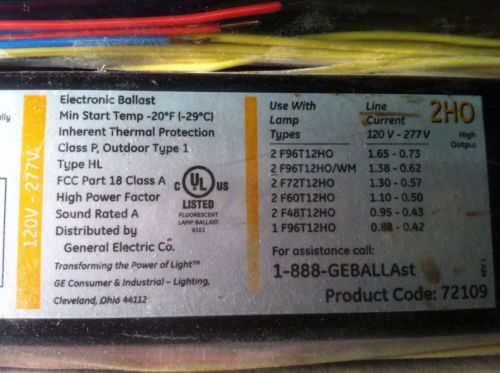 ally
120V - 277V
Electronic Ballast
Min Start Temp -20°F (-29°C)
Inherent Thermal Protection
Class P, Outdoor Type 1
Type HL
FCC Part 18 Class A
High Power Factor
Sound Rated A
Distributed by
General Electric Co.
Transforming the Power of Light™
GE Consumer & Industrial – Lighting,
Cleveland, Ohio 44112
C UL US
LISTED
FLUORESCENT
LAMP BALLAST
Use With Line 2HO
Lamp Current High
Types 120 V - 277 V Output
2 F96T12HO 1.65 - 0.73
2 F96T12HO/WM 1.38 - 0.62
2 F72T12HO 1.30 - 0.57
2 F60T12HO 1.10 - 0.50
2 F48T12HO 0.95 - 0.43
1 F96T12HO 0.88 - 0.42
For assistance call:
1-888-GEBALLAst
Product Code: 72109
REV 1